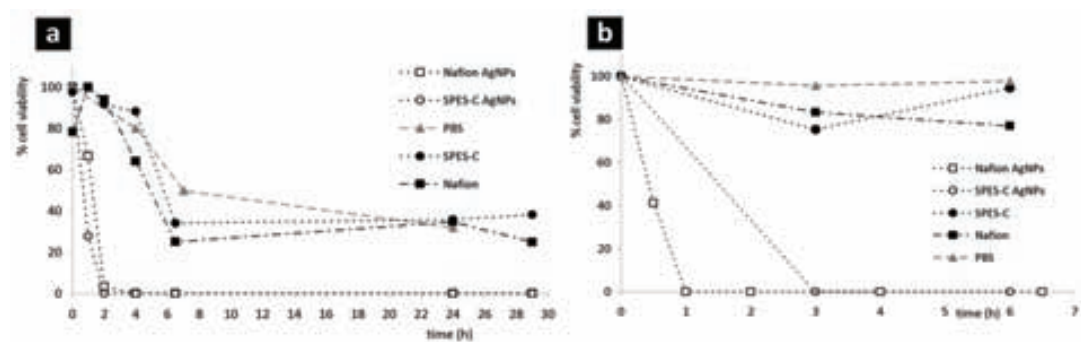 a
b
% cell viability
100
80
60
40
20
0
0 2 4 6 8 10 12 14 16 18 20 22 24 26 28 30
time (h)
Nafion AgNPs
SPES-C AgNPs
PBS
SPES-C
Nafion
% cell viability
100
80
60
40
20
0
0 1 2 3 4 5 6 7
time (h)
Nafion AgNPs
SPES-C AgNPs
SPES-C
Nafion
PBS